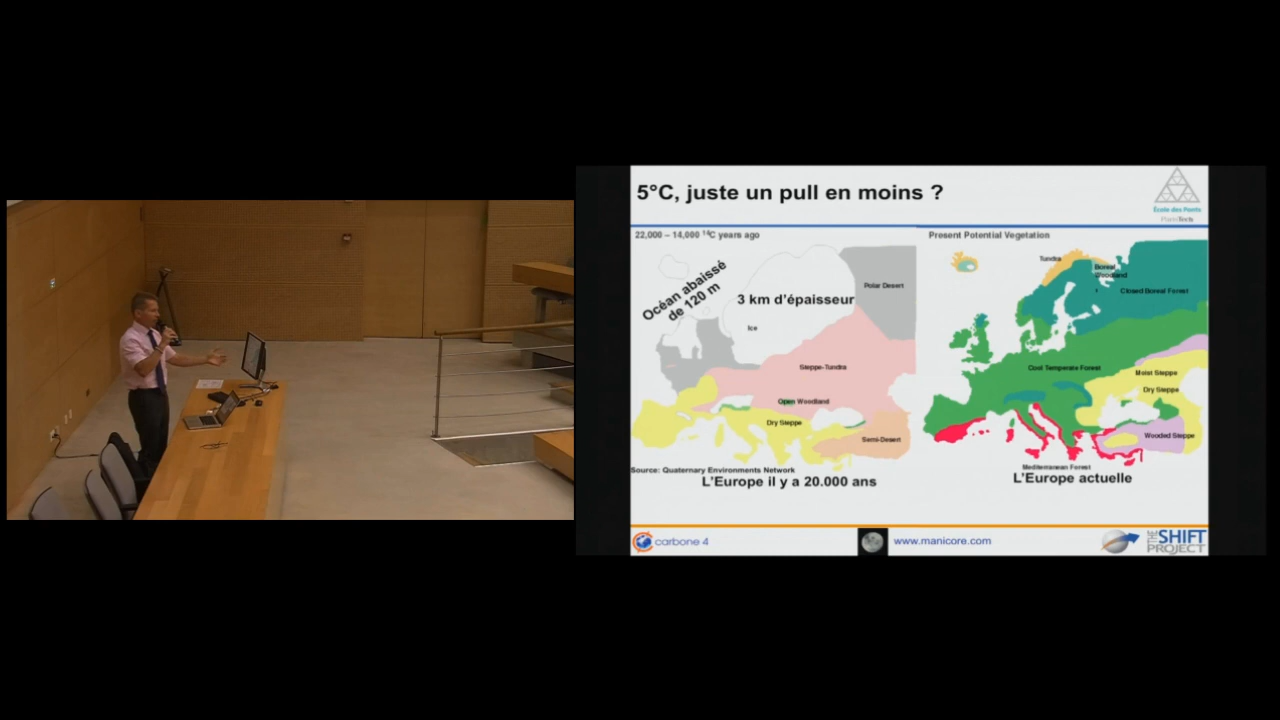 5°C, juste un pull en moins ?
École des Ponts
ParisTech
22,000 – 14,000 ¹⁴C years ago
Present Potential Vegetation
Océan abaissé
de 120 m
3 km d'épaisseur
Polar Desert
Ice
Steppe-Tundra
Open Woodland
Dry Steppe
Semi-Desert
Source: Quaternary Environments Network
L'Europe il y a 20.000 ans
Tundra
Boreal
Woodland
Closed Boreal Forest
Cool Temperate Forest
Moist Steppe
Dry Steppe
Wooded Steppe
Mediterranean Forest
L'Europe actuelle
carbone 4
www.manicore.com
THE SHIFT
PROJECT